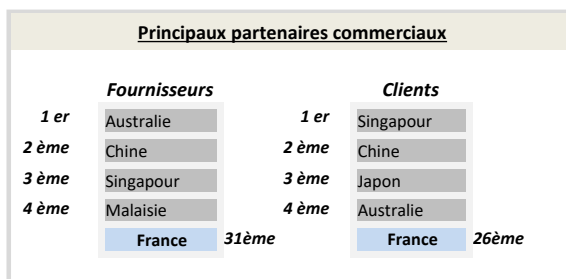 Principaux partenaires commerciaux
Fournisseurs Clients
1 er Australie 1 er Singapour
2 ème Chine 2 ème Chine
3 ème Singapour 3 ème Japon
4 ème Malaisie 4 ème Australie
France 31ème France 26ème